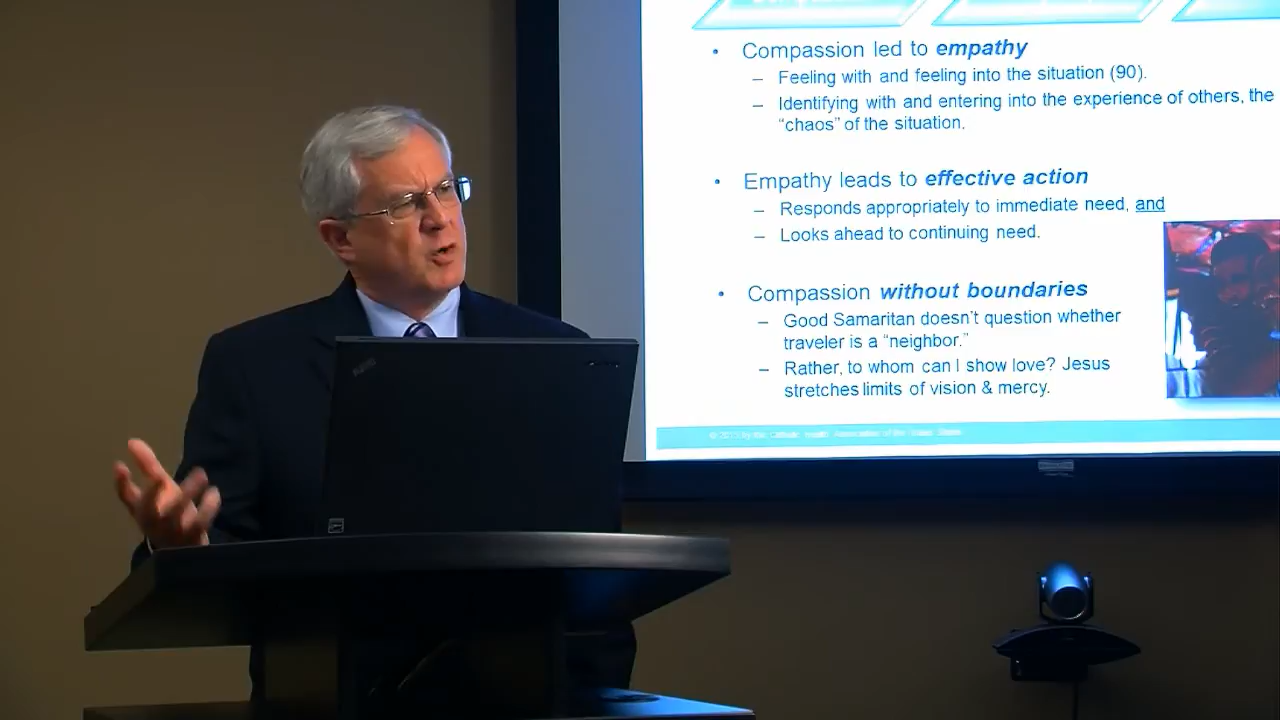 • Compassion led to empathy
– Feeling with and feeling into the situation (90).
– Identifying with and entering into the experience of others, the
“chaos” of the situation.
• Empathy leads to effective action
– Responds appropriately to immediate need, and
– Looks ahead to continuing need.
• Compassion without boundaries
– Good Samaritan doesn’t question whether
traveler is a “neighbor.”
– Rather, to whom can I show love? Jesus
stretches limits of vision & mercy.